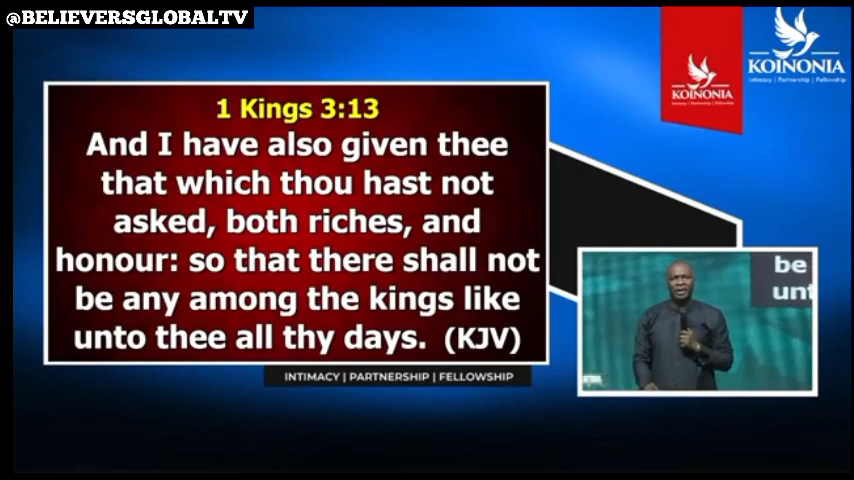 @BELIEVERSGLOBALTV
KOINONIA
KOINONIA
Intimacy | Partnership | Fellowship
1 Kings 3:13
And I have also given thee
that which thou hast not
asked, both riches, and
honour: so that there shall not
be any among the kings like
unto thee all thy days. (KJV)
INTIMACY | PARTNERSHIP | FELLOWSHIP
be
unt